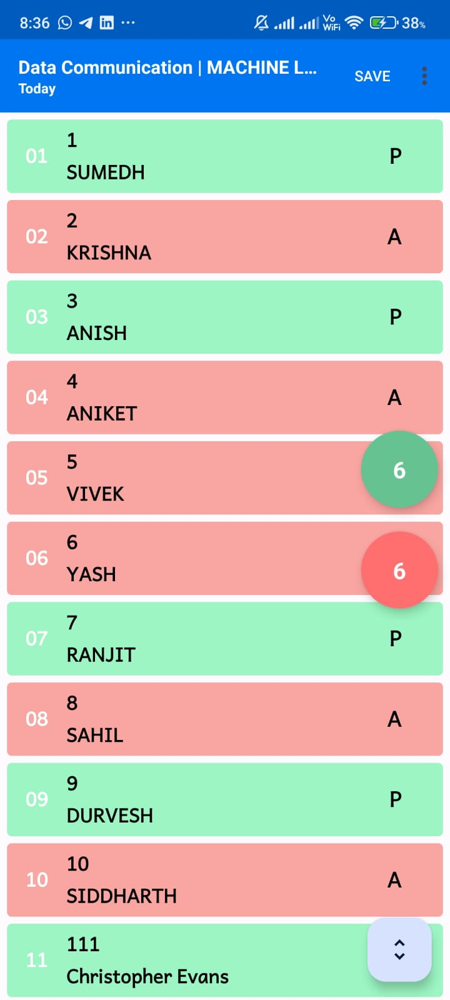 8:36 in ... Vo WiFi 38%
Data Communication | MACHINE L...
SAVE
Today
01 1 P
SUMEDH
02 2 A
KRISHNA
03 3 P
ANISH
04 4 A
ANIKET
05 5 6
VIVEK
06 6 6
YASH
07 7 P
RANJIT
08 8 A
SAHIL
09 9 P
DURVESH
10 10 A
SIDDHARTH
11 111
Christopher Evans